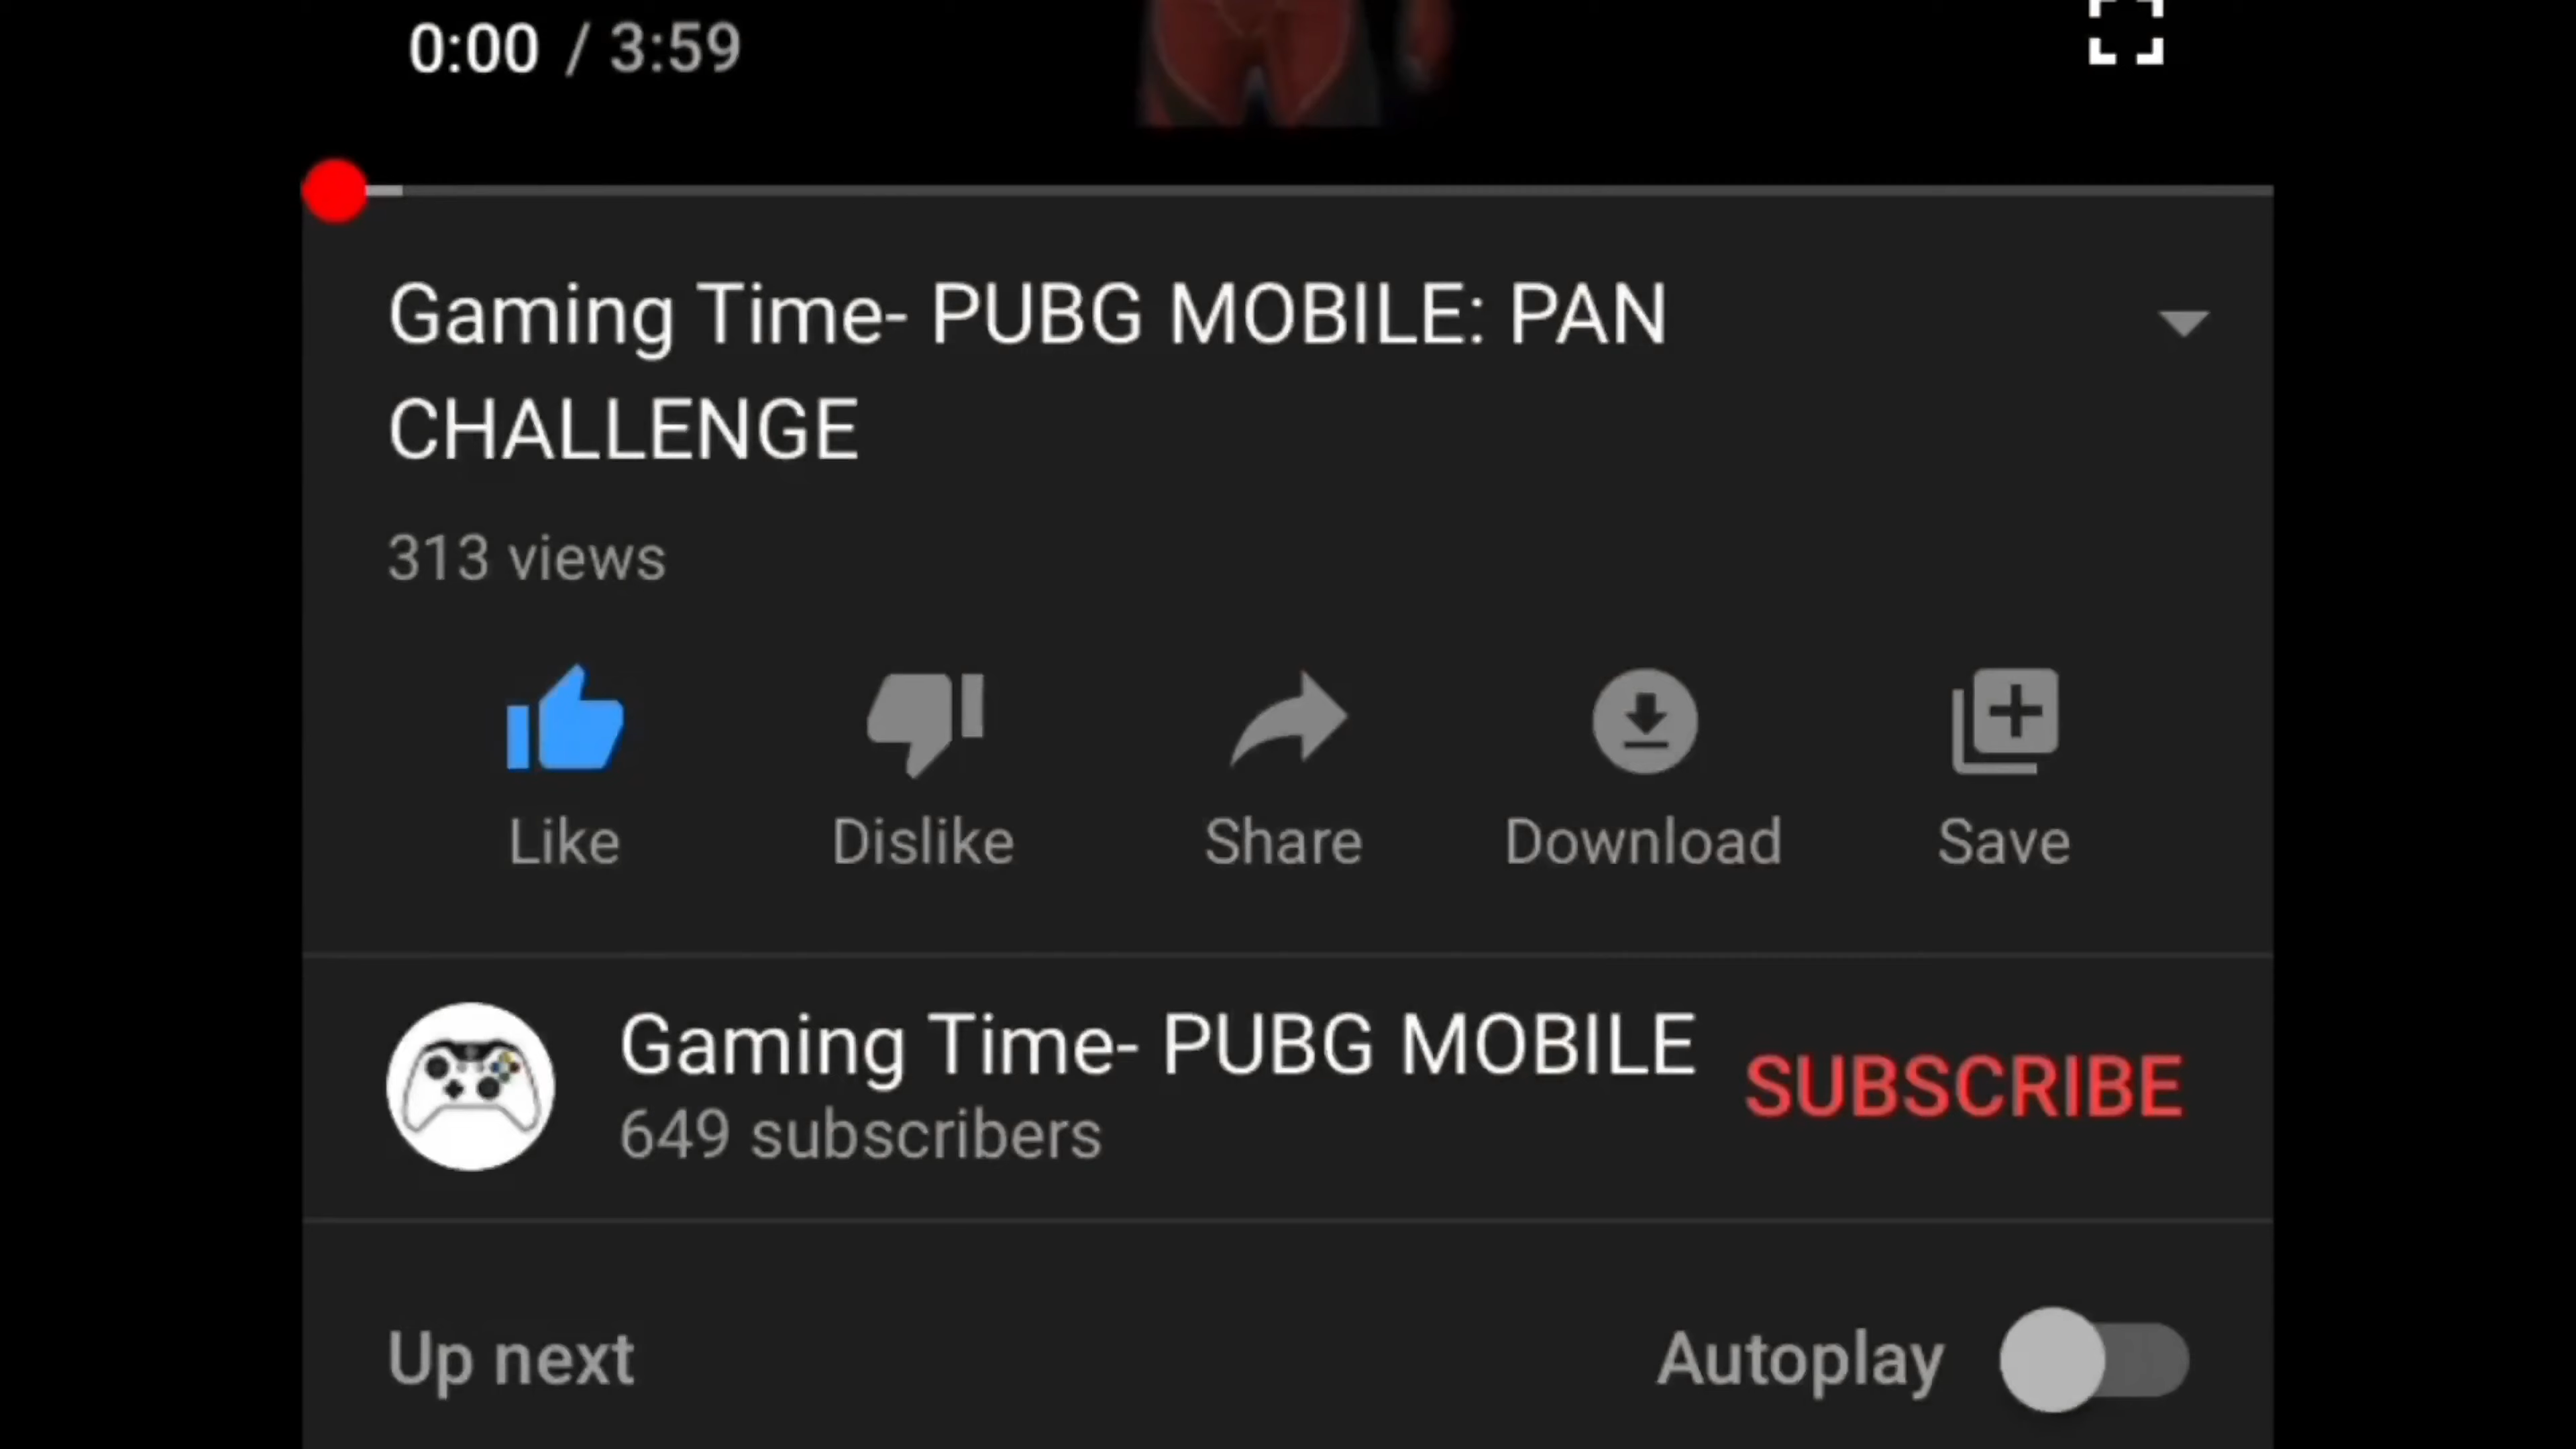 0:00 / 3:59
Gaming Time- PUBG MOBILE: PAN
CHALLENGE
313 views
Like Dislike Share Download Save
Gaming Time- PUBG MOBILE
649 subscribers
SUBSCRIBE
Up next Autoplay